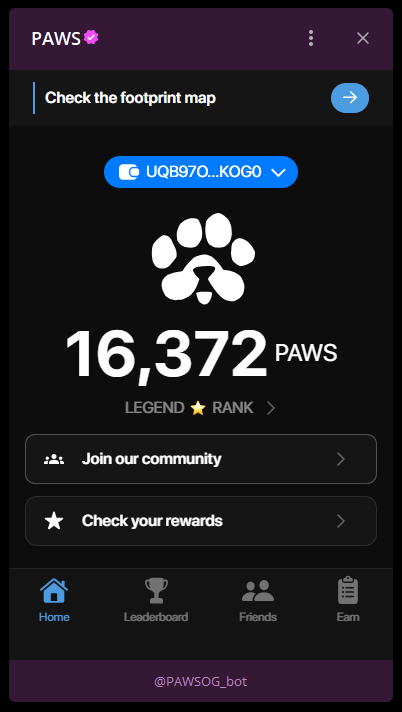 PAWS
Check the footprint map
UQB97O...KOG0
16,372 PAWS
LEGEND ⭐ RANK
Join our community
Check your rewards
Home
Leaderboard
Friends
Earn
@PAWSOG_bot